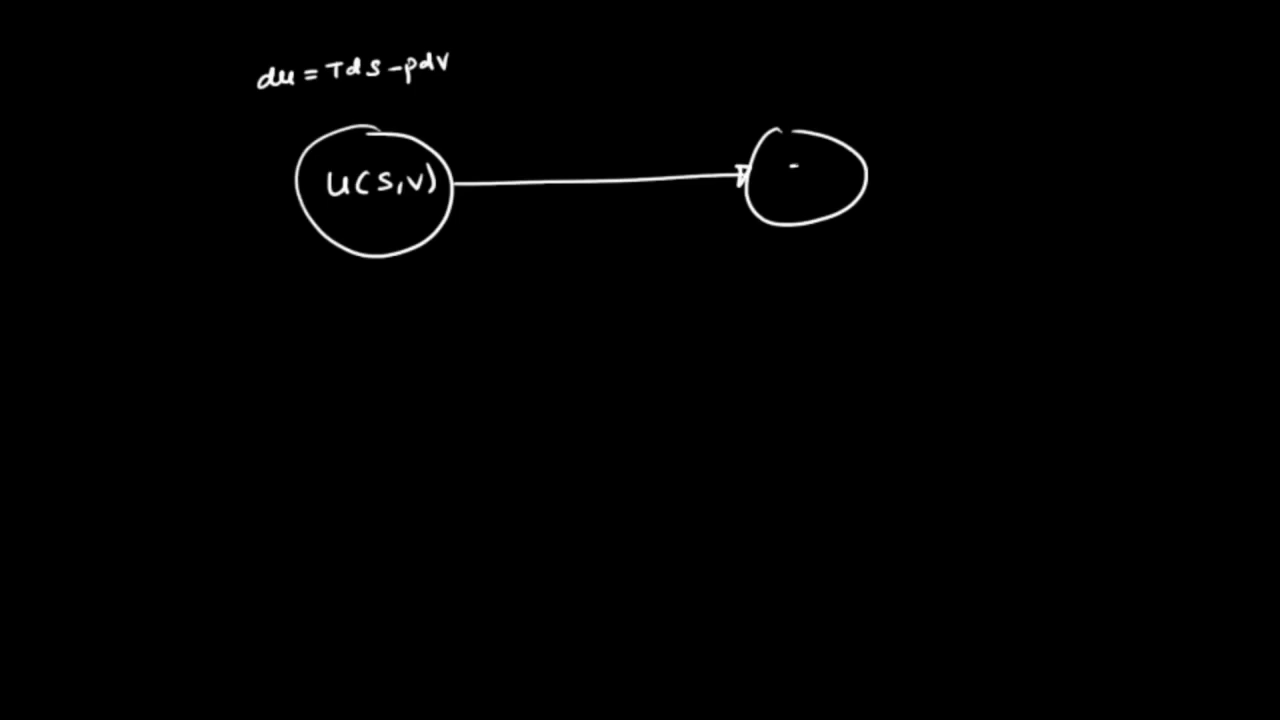 du = Tds - pdv
u(s,v)
-